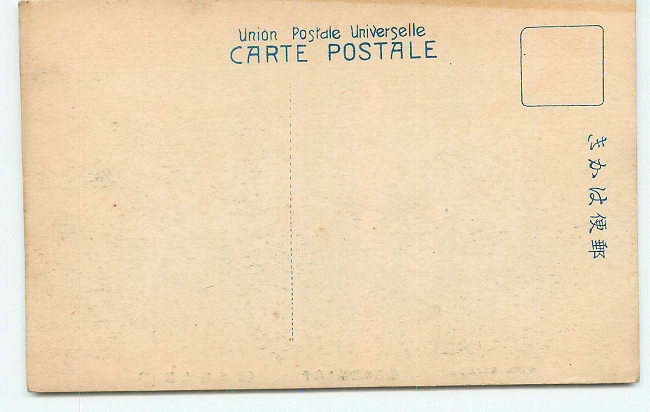 Union Postale Universelle
CARTE POSTALE
郵便はかき